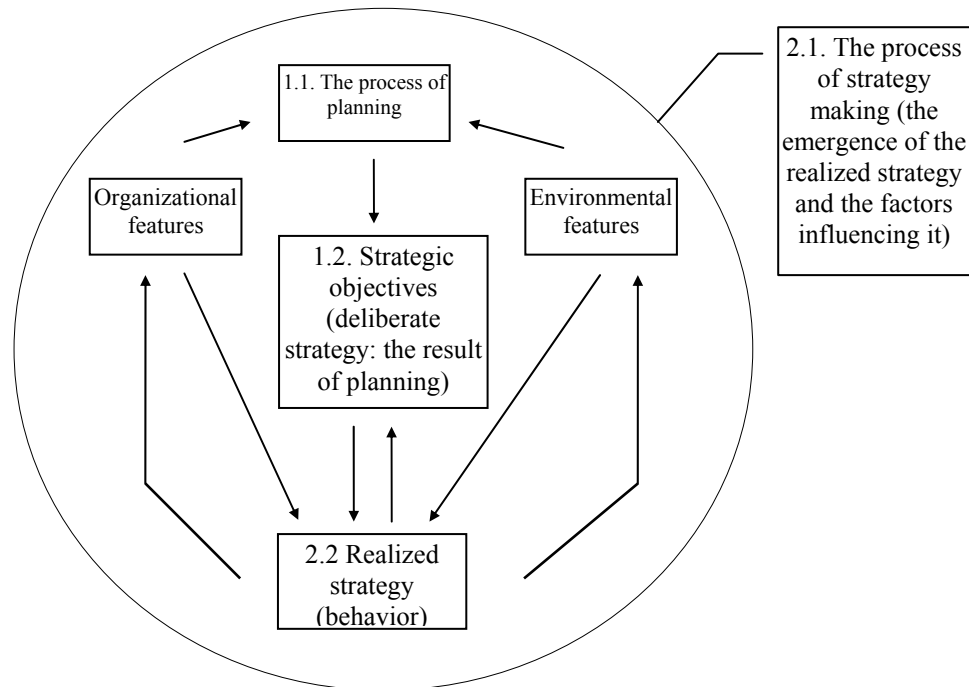 1.1. The process of
planning
Organizational
features
Environmental
features
1.2. Strategic
objectives
(deliberate
strategy: the result
of planning)
2.2 Realized
strategy
(behavior)
2.1. The process
of strategy
making (the
emergence of the
realized strategy
and the factors
influencing it)